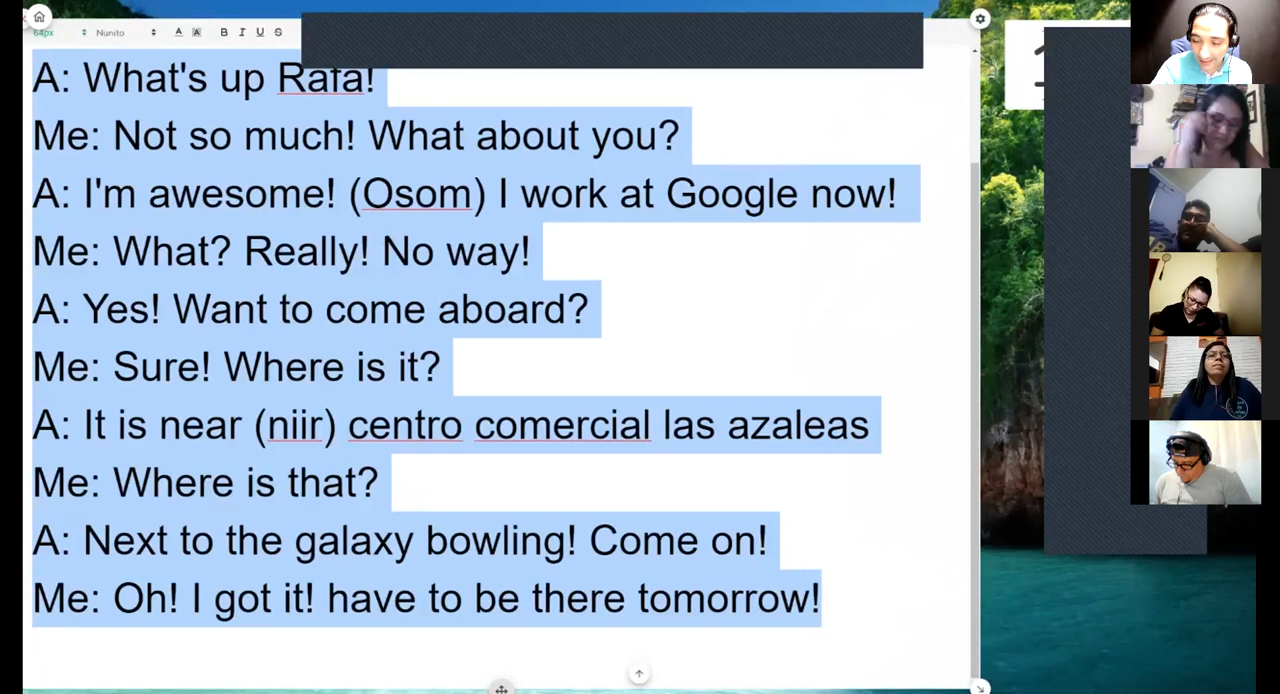 64px Nunito A A B I U S
A: What's up Rafa!
Me: Not so much! What about you?
A: I'm awesome! (Osom) I work at Google now!
Me: What? Really! No way!
A: Yes! Want to come aboard?
Me: Sure! Where is it?
A: It is near (niir) centro comercial las azaleas
Me: Where is that?
A: Next to the galaxy bowling! Come on!
Me: Oh! I got it! have to be there tomorrow!